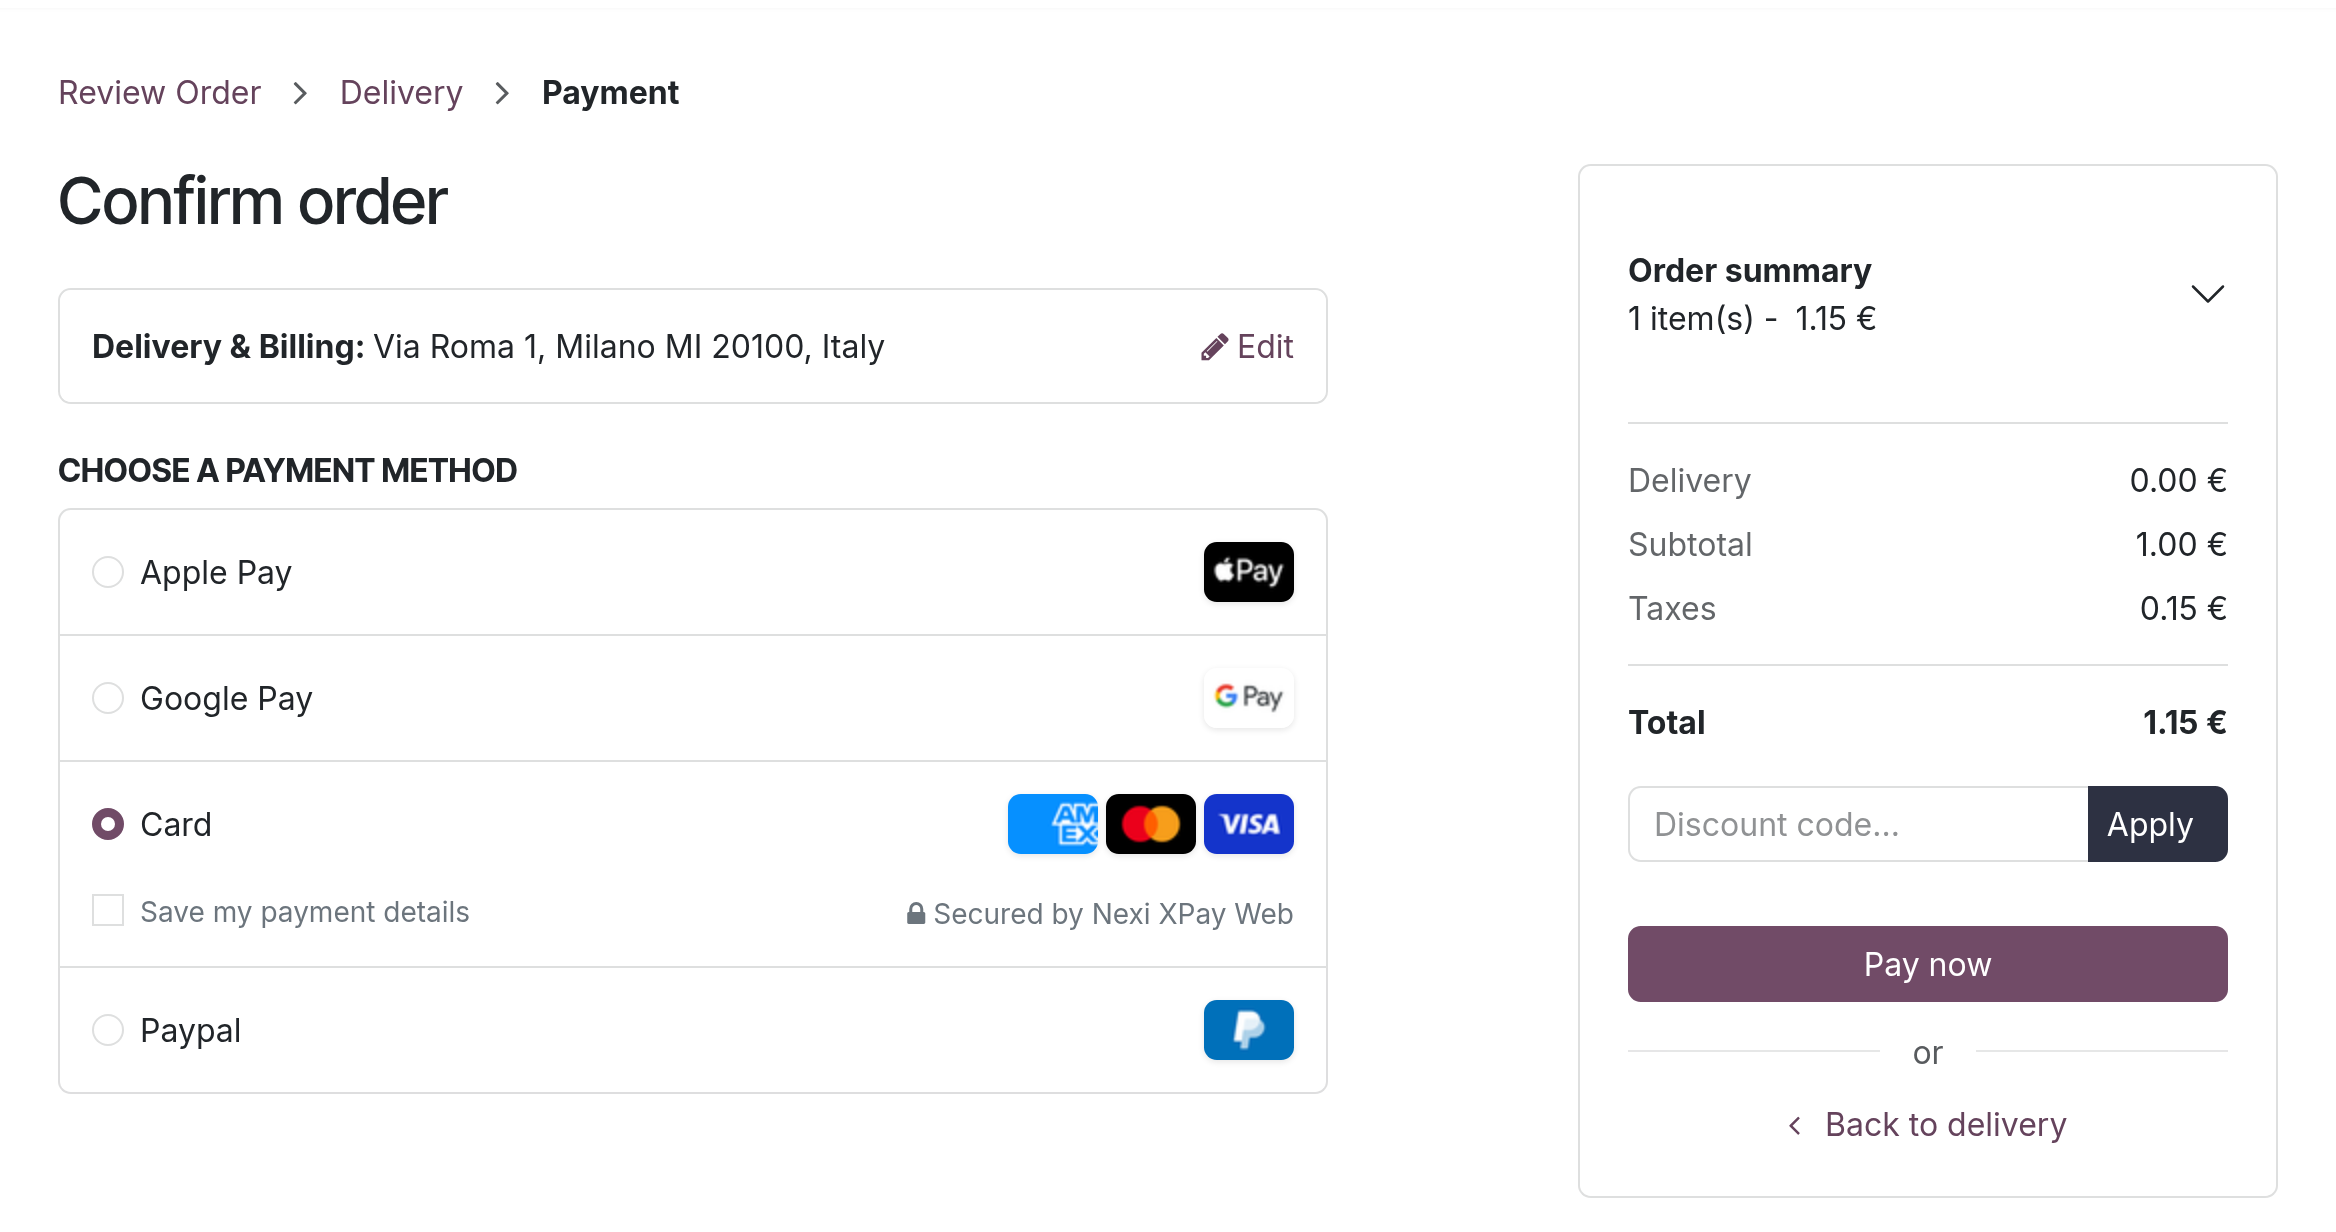 Review Order > Delivery > Payment
Confirm order
Delivery & Billing: Via Roma 1, Milano MI 20100, Italy Edit
CHOOSE A PAYMENT METHOD
Apple Pay Pay
Google Pay G Pay
Card AM EX VISA
Save my payment details Secured by Nexi XPay Web
Paypal P
Order summary
1 item(s) - 1.15 €
Delivery 0.00 €
Subtotal 1.00 €
Taxes 0.15 €
Total 1.15 €
Discount code... Apply
Pay now
or
Back to delivery